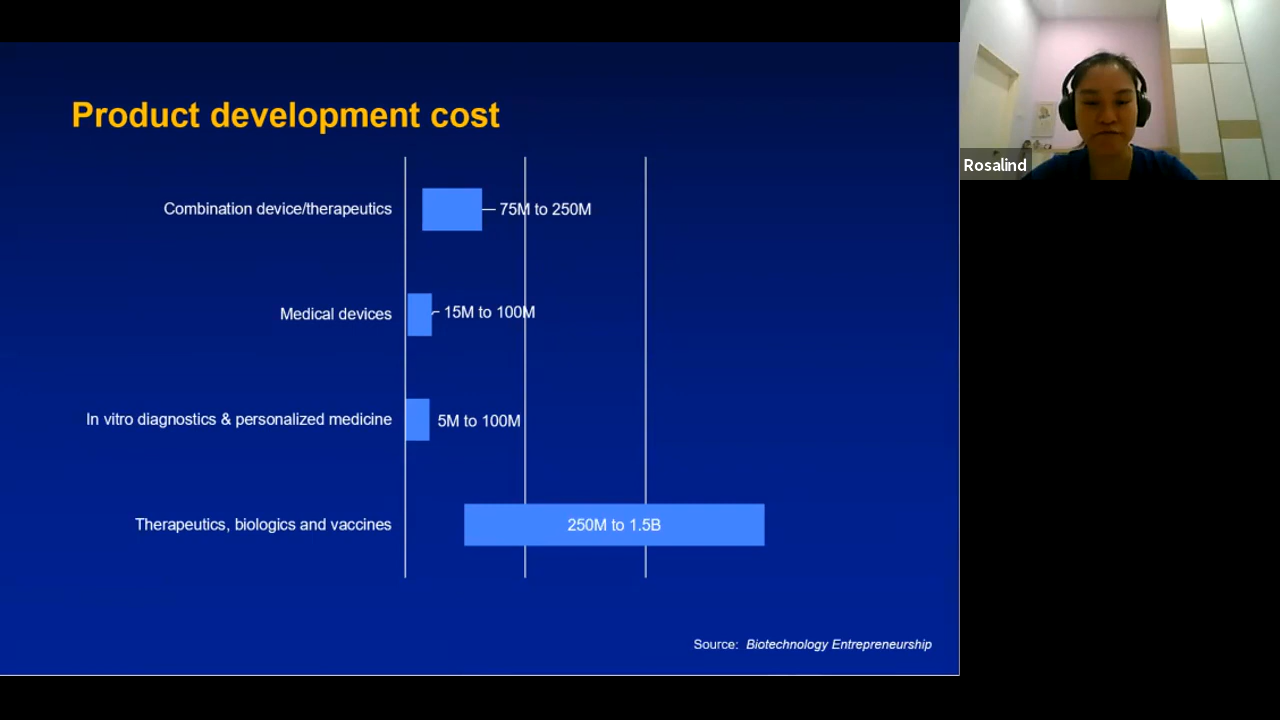 Product development cost
Combination device/therapeutics
75M to 250M
Medical devices
15M to 100M
In vitro diagnostics & personalized medicine
5M to 100M
Therapeutics, biologics and vaccines
250M to 1.5B
Source: Biotechnology Entrepreneurship
Rosalind